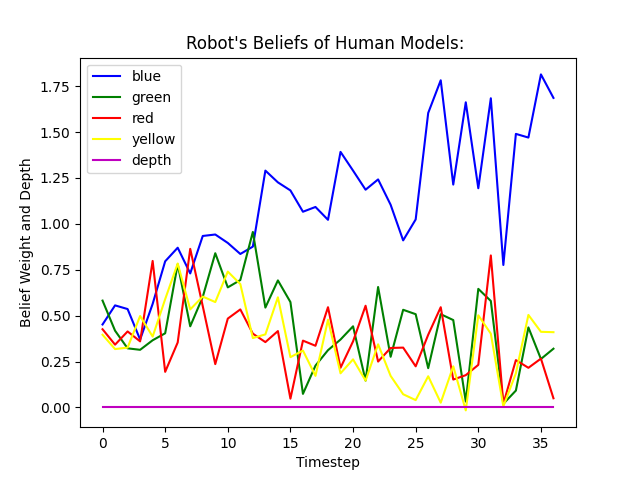 Robot's Beliefs of Human Models:
blue
green
red
yellow
depth
Belief Weight and Depth
1.75
1.50
1.25
1.00
0.75
0.50
0.25
0.00
0 5 10 15 20 25 30 35
Timestep